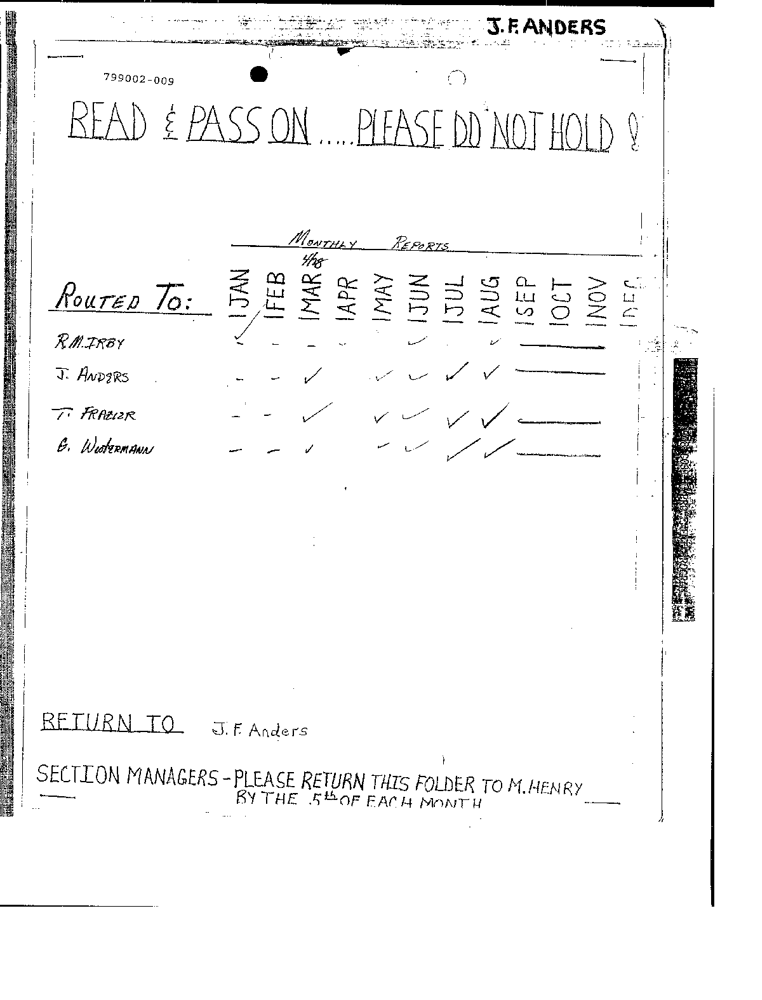 J.F. ANDERS
799002-009
READ & PASS ON ..... PLEASE DO NOT HOLD !
MONTHLY REPORTS
4/28
JAN FEB MAR APR MAY JUN JUL AUG SEP OCT NOV DEC
ROUTED TO:
R.M. IRBY
J. ANDERS
T. FRAZIER
G. WESTERMANN
RETURN TO J.F. Anders
SECTION MANAGERS - PLEASE RETURN THIS FOLDER TO M. HENRY
BY THE 5th OF EACH MONTH